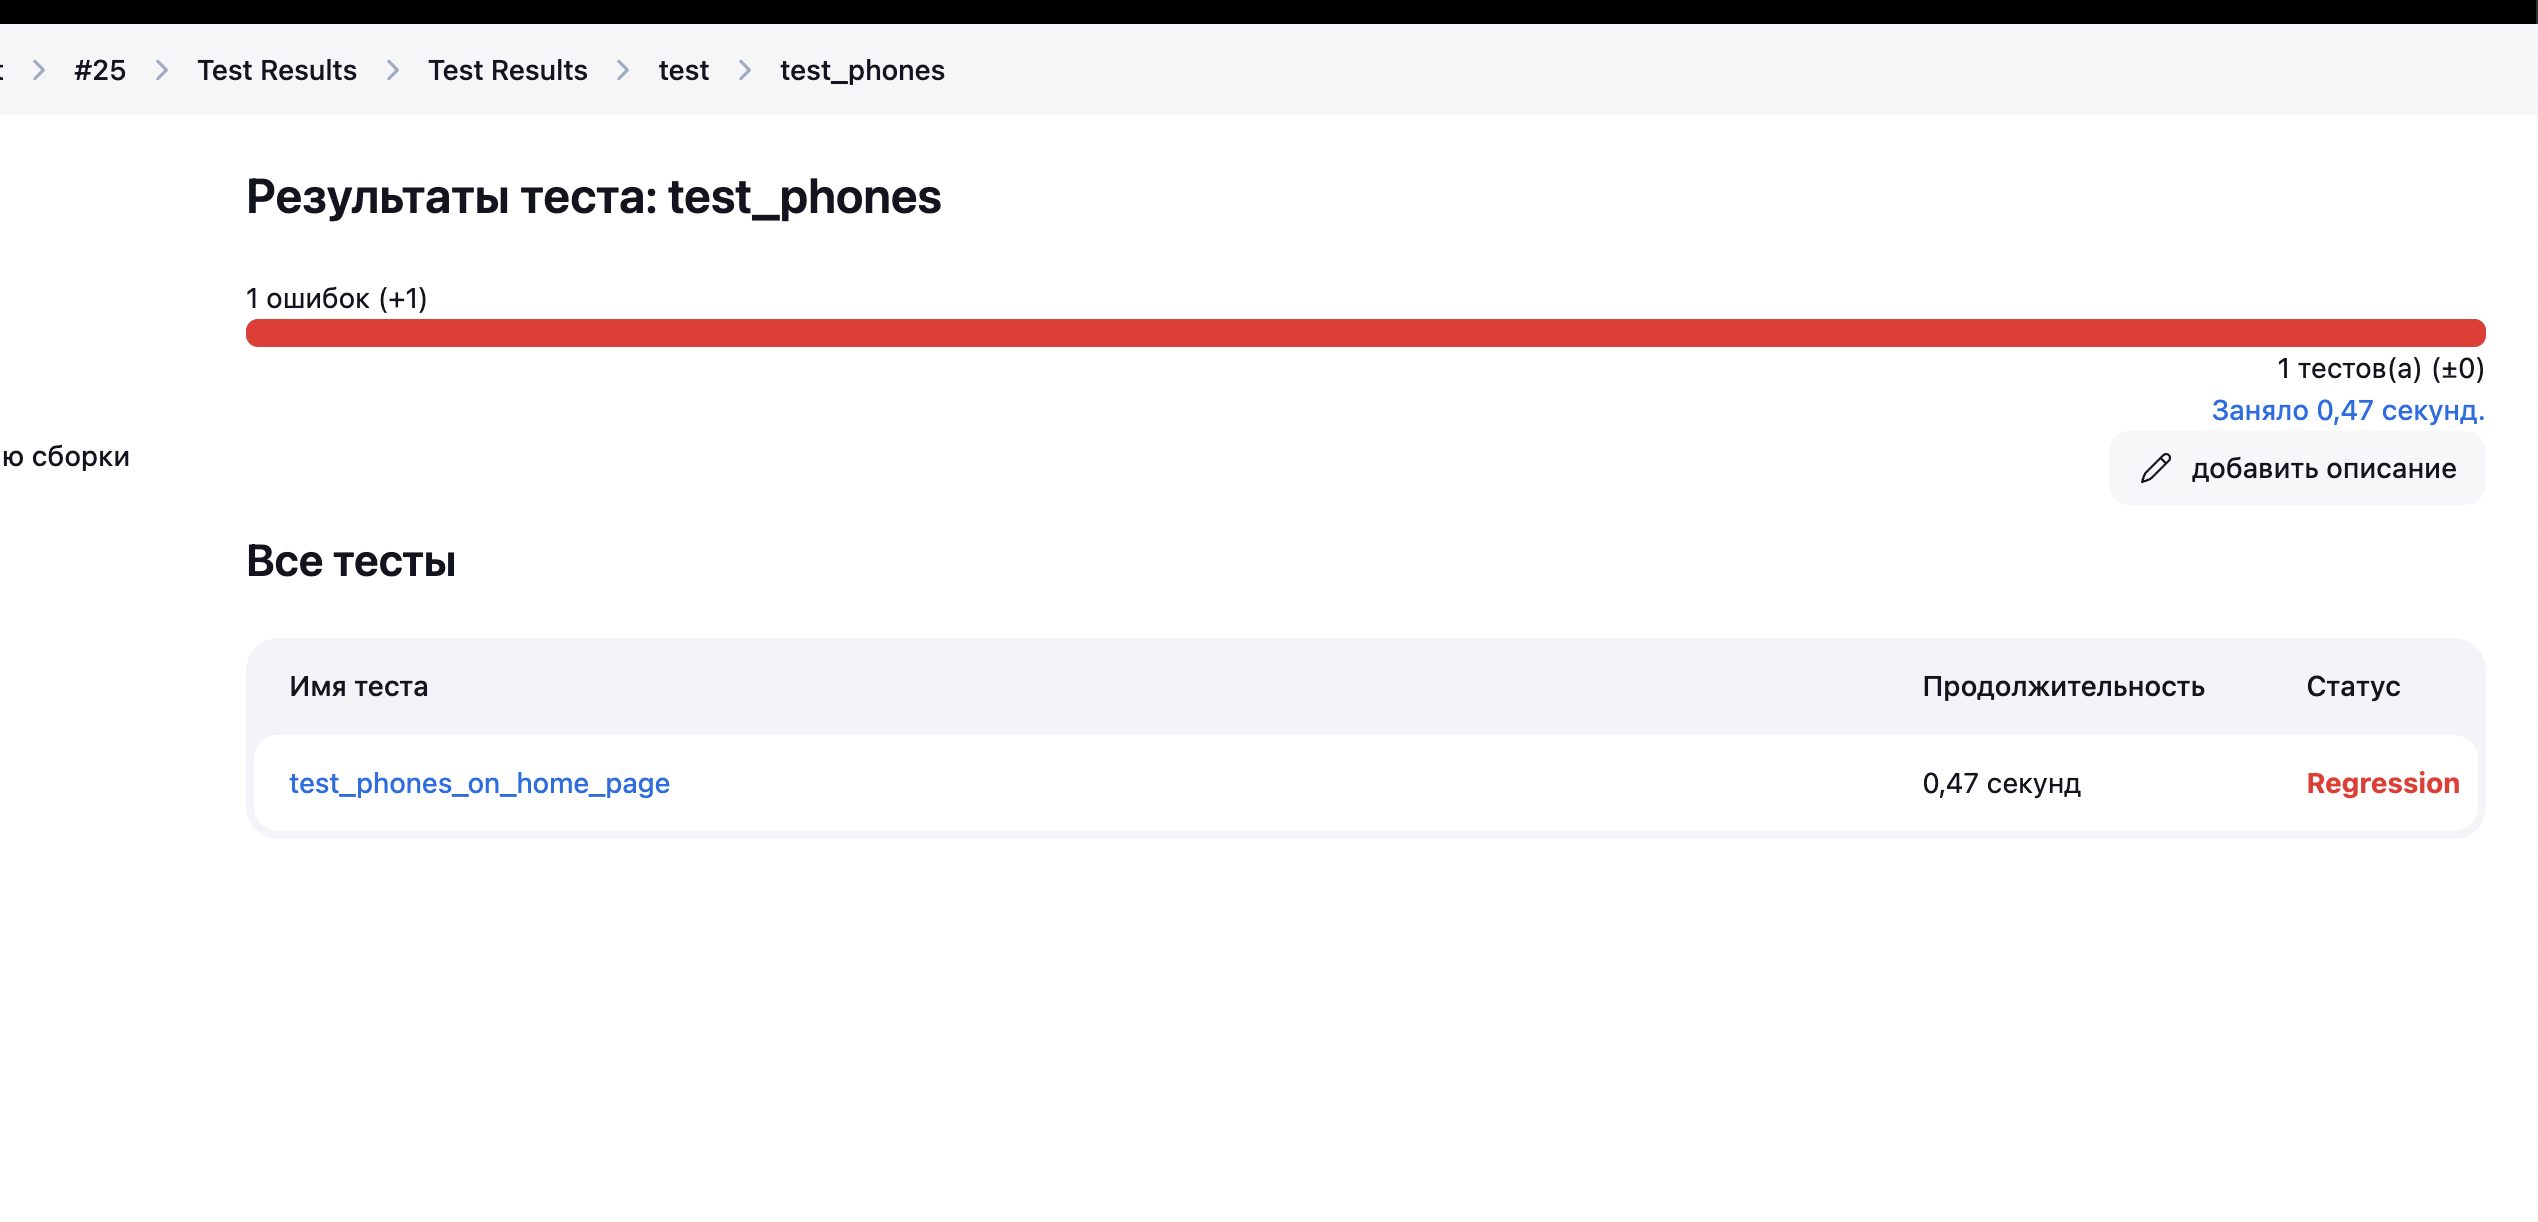 #25 Test Results Test Results test test_phones
Результаты теста: test_phones
1 ошибок (+1)
1 тестов(а) (±0)
Заняло 0,47 секунд.
ю сборки
добавить описание
Все тесты
Имя теста Продолжительность Статус
test_phones_on_home_page 0,47 секунд Regression